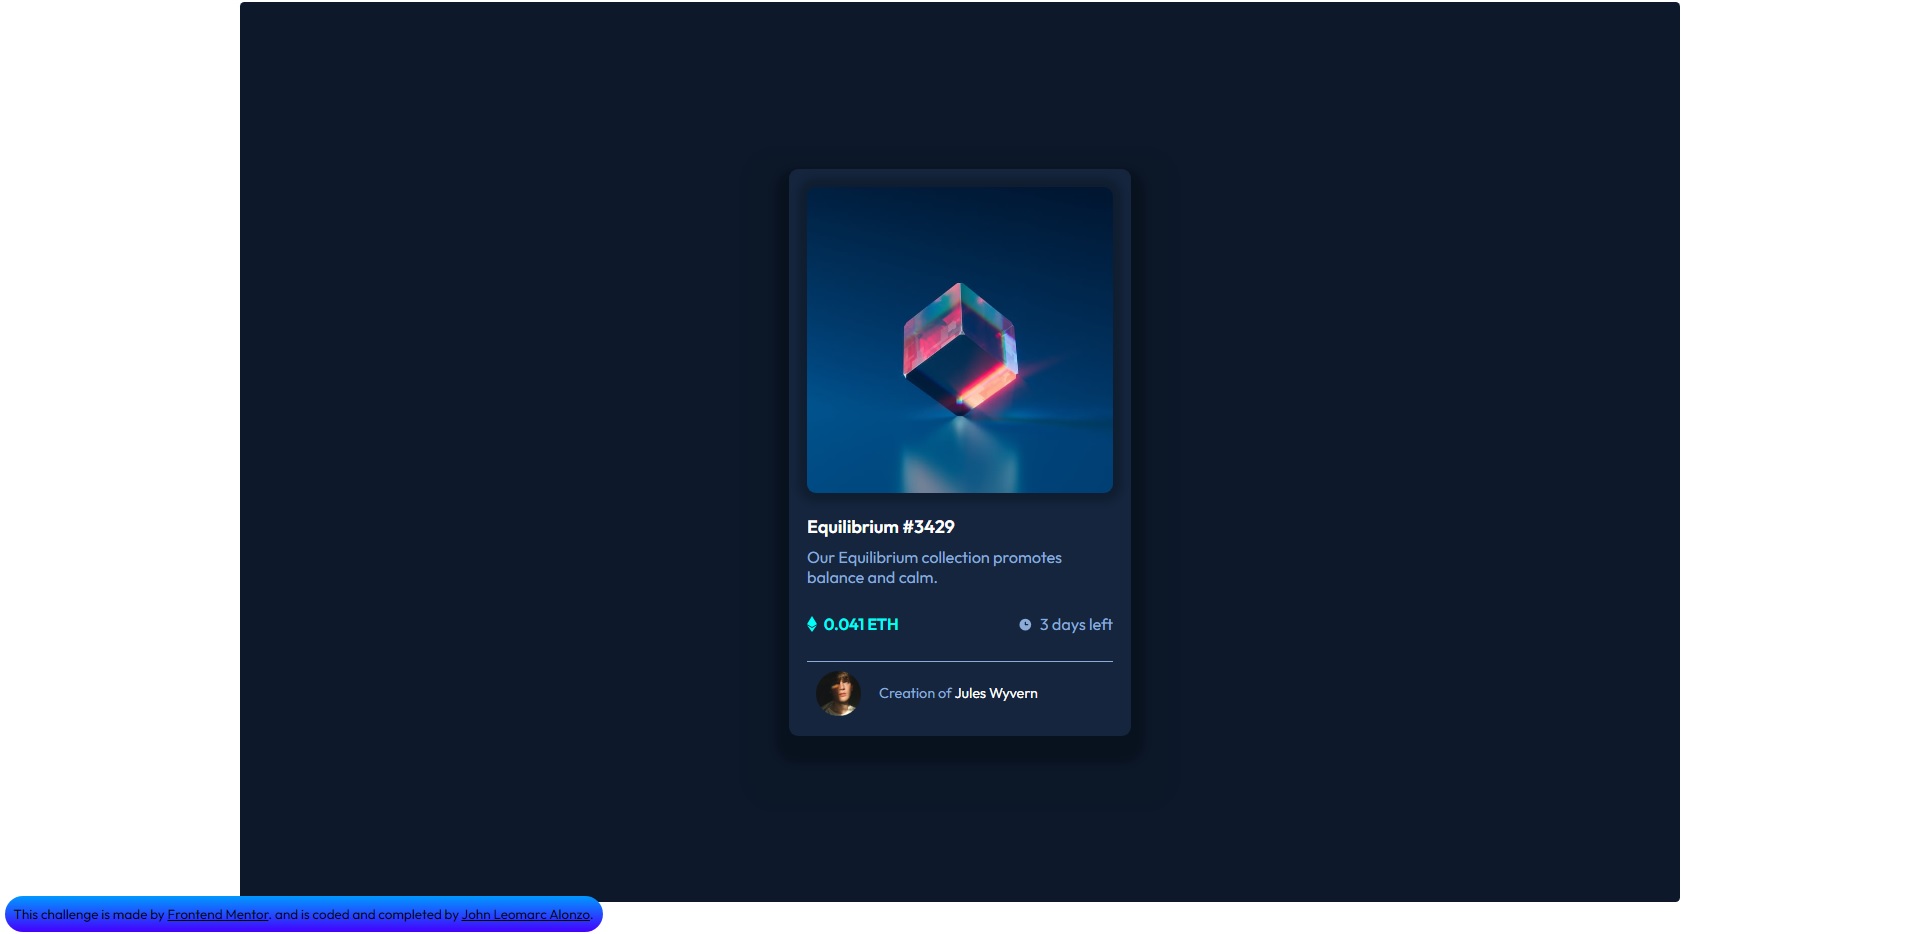 Equilibrium #3429
Our Equilibrium collection promotes
balance and calm.
0.041 ETH
3 days left
Creation of Jules Wyvern
This challenge is made by Frontend Mentor. and is coded and completed by John Leomarc Alonzo.